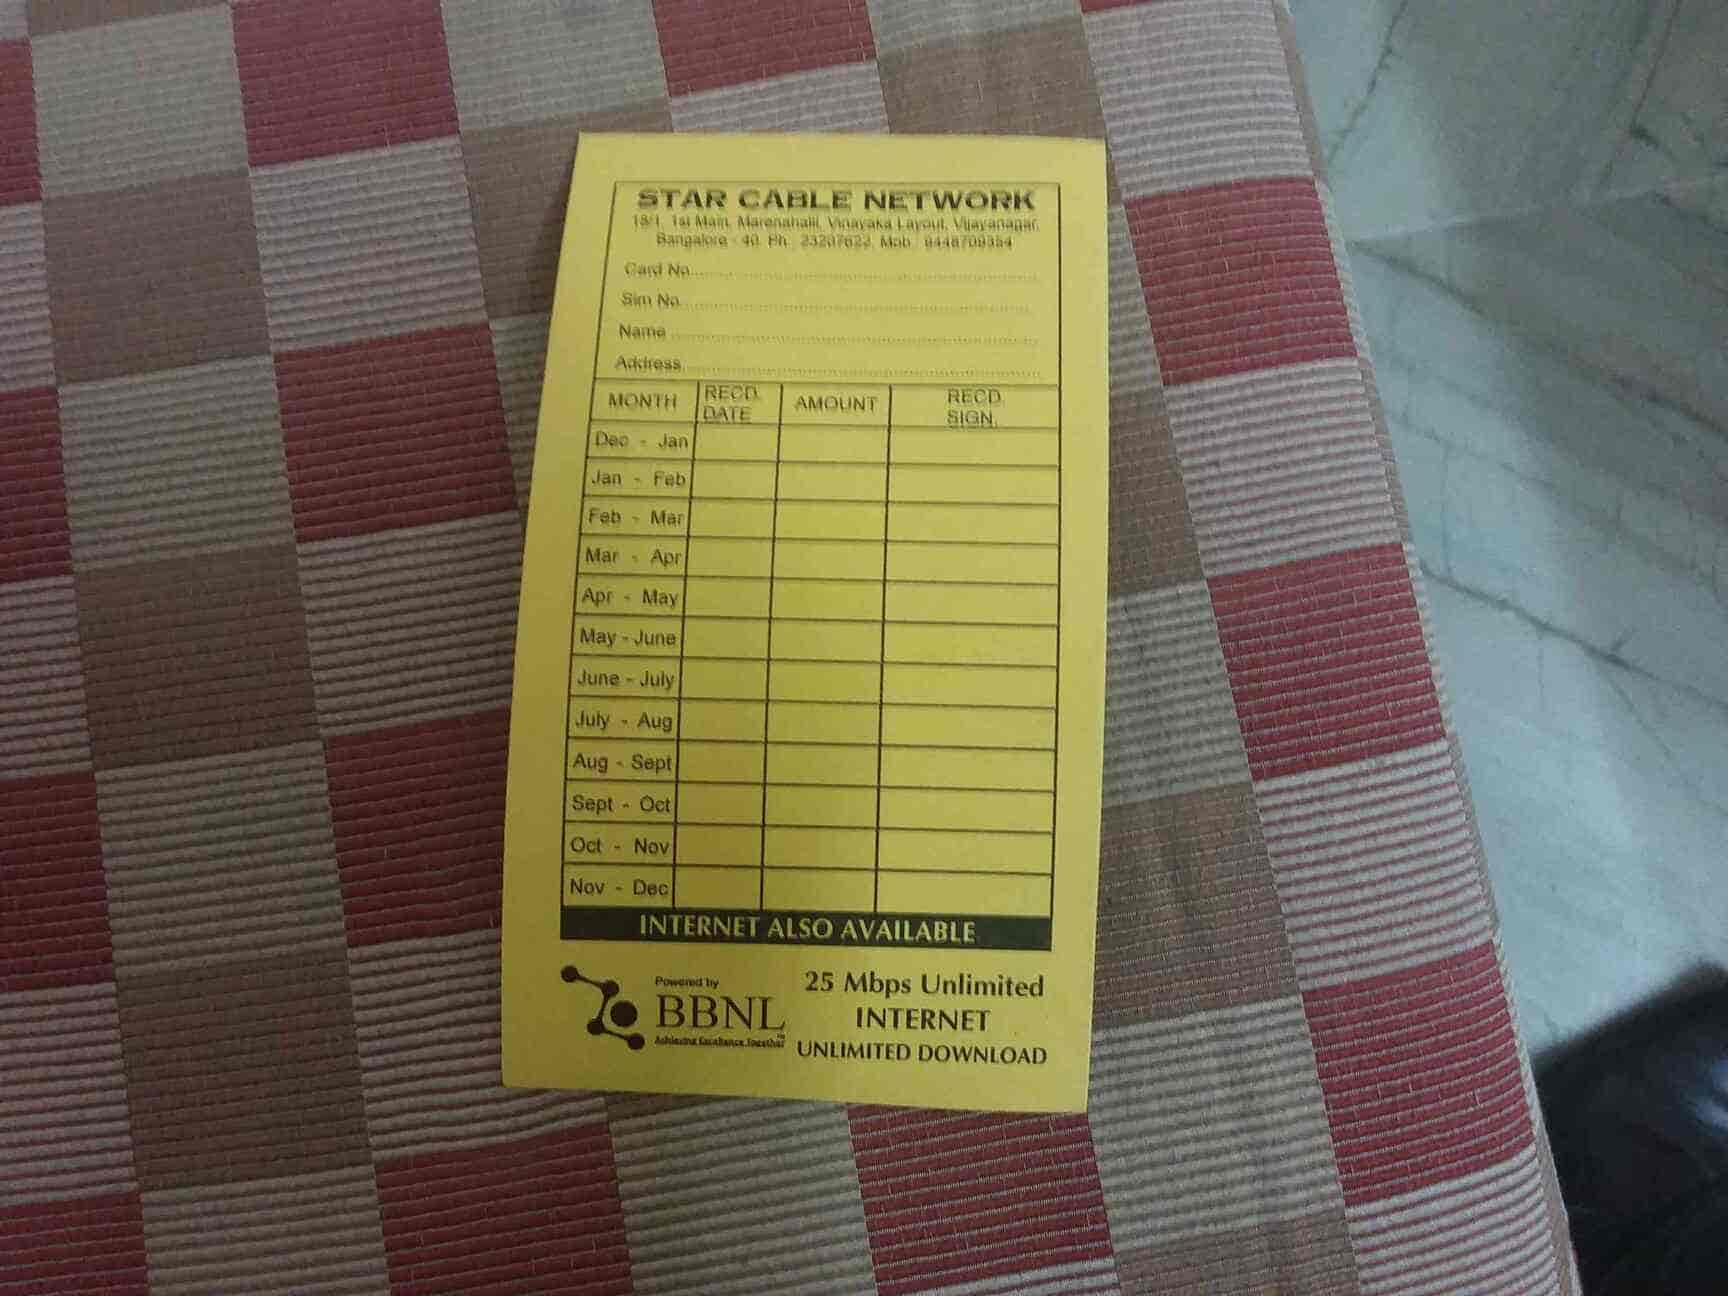 STAR CABLE NETWORK
18/1, 1st Main, Marenahalli, Vinayaka Layout, Vijayanagar,
Bangalore - 40. Ph : 23207622, Mob : 9448709354
Card No.
Sim No.
Name
Address
MONTH RECD. DATE AMOUNT RECD. SIGN.
Dec - Jan
Jan - Feb
Feb - Mar
Mar - Apr
Apr - May
May - June
June - July
July - Aug
Aug - Sept
Sept - Oct
Oct - Nov
Nov - Dec
INTERNET ALSO AVAILABLE
Powered by
BBNL
Achieving Excellence Together
25 Mbps Unlimited
INTERNET
UNLIMITED DOWNLOAD